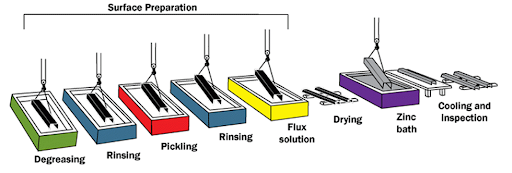 Surface Preparation
Degreasing
Rinsing
Pickling
Rinsing
Flux
solution
Drying
Zinc
bath
Cooling and
Inspection